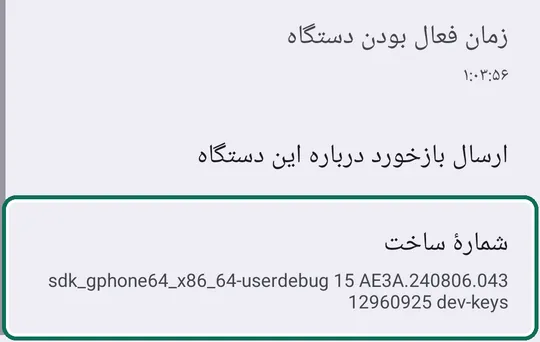 زمان فعال بودن دستگاه
۱:۰۳:۵۶
ارسال بازخورد درباره این دستگاه
شمارهٔ ساخت
sdk_gphone64_x86_64-userdebug 15 AE3A.240806.043
12960925 dev-keys